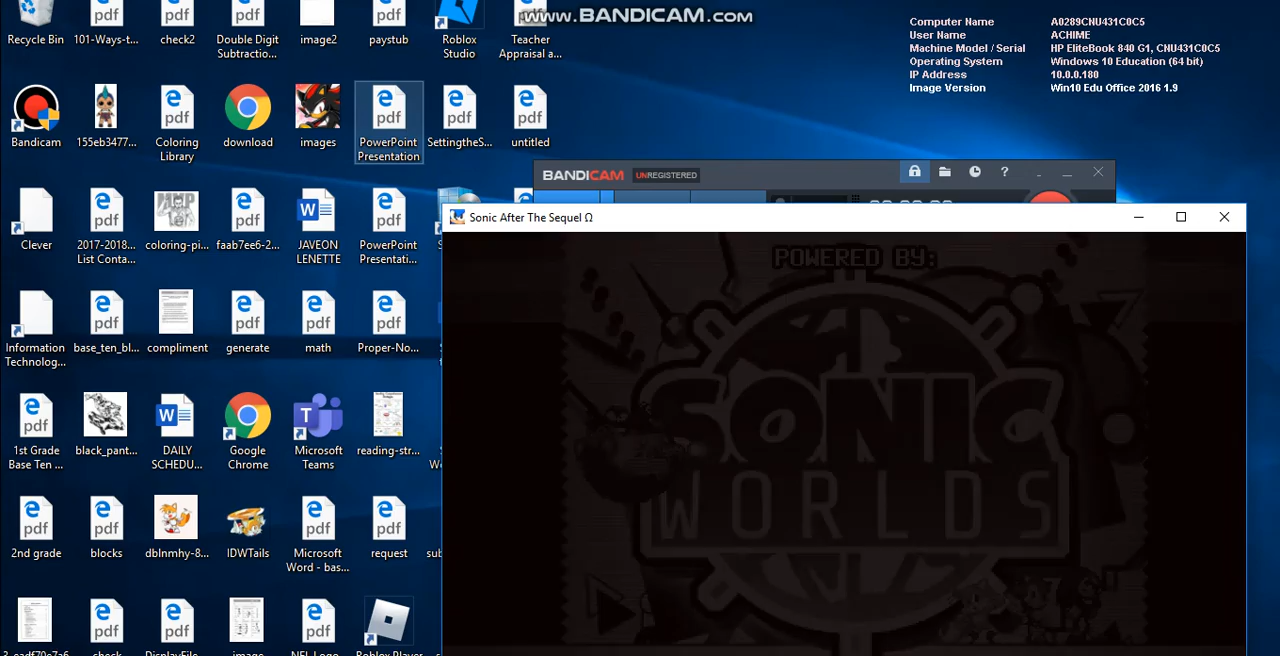 www.BANDICAM.com
Computer Name A0289CNU431C0C5
User Name ACHIME
Machine Model / Serial HP EliteBook 840 G1, CNU431C0C5
Operating System Windows 10 Education (64 bit)
IP Address 10.0.0.180
Image Version Win10 Edu Office 2016 1.9
Recycle Bin
101-Ways-t...
check2
Double Digit
Subtractio...
image2
paystub
Roblox
Studio
Teacher
Appraisal a...
Bandicam
155eb3477...
pdf
Coloring
Library
download
images
pdf
PowerPoint
Presentation
pdf
SettingtheS...
pdf
untitled
BANDICAM UNREGISTERED
Sonic After The Sequel Ω
POWERED BY:
SONIC
WORLDS
Clever
pdf
2017-2018...
List Conta...
coloring-pi...
pdf
faab7ee6-2...
JAVEON
LENETTE
pdf
PowerPoint
Presentati...
Information
Technolog...
pdf
base_ten_bl...
compliment
pdf
generate
pdf
math
pdf
Proper-No...
pdf
1st Grade
Base Ten ...
black_pant...
DAILY
SCHEDU...
Google
Chrome
Microsoft
Teams
reading-str...
pdf
2nd grade
pdf
blocks
dblnmhy-8...
IDWTails
pdf
Microsoft
Word - bas...
pdf
request
pdf
check
pdf
DisplayFile...
image
pdf
NFL-Logo...
Roblox Player